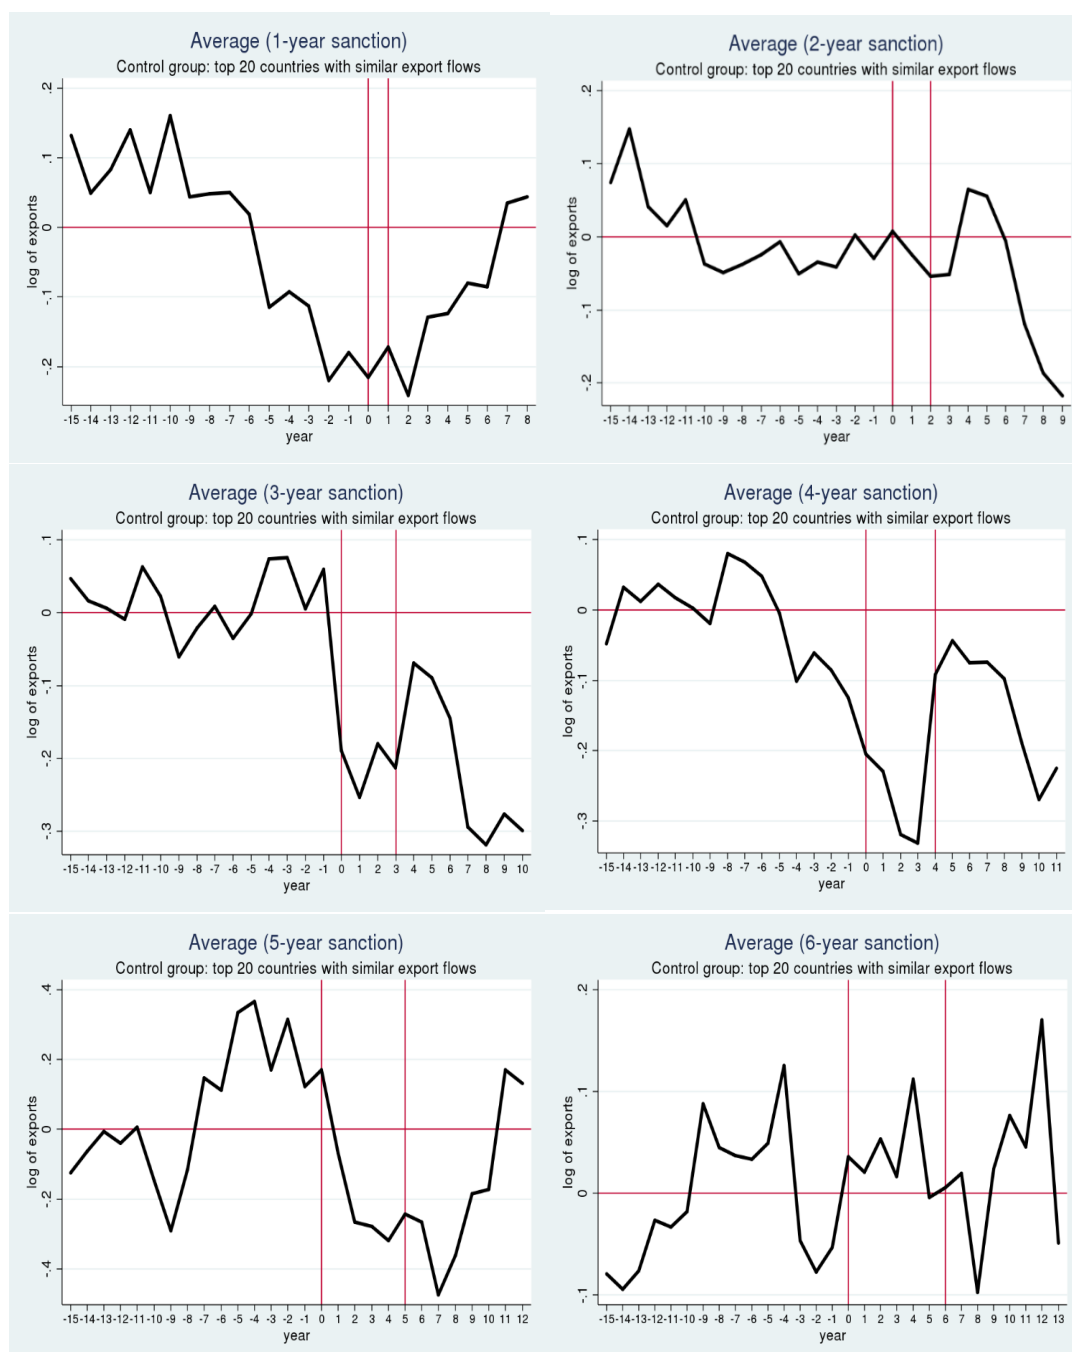 Average (1-year sanction)
Control group: top 20 countries with similar export flows
log of exports
.2
.1
0
-.1
-.2
-15 -14 -13 -12 -11 -10 -9 -8 -7 -6 -5 -4 -3 -2 -1 0 1 2 3 4 5 6 7 8
year
Average (2-year sanction)
Control group: top 20 countries with similar export flows
log of exports
.2
.1
0
-.1
-.2
-15 -14 -13 -12 -11 -10 -9 -8 -7 -6 -5 -4 -3 -2 -1 0 1 2 3 4 5 6 7 8 9
year
Average (3-year sanction)
Control group: top 20 countries with similar export flows
log of exports
.1
0
-.1
-.2
-.3
-15 -14 -13 -12 -11 -10 -9 -8 -7 -6 -5 -4 -3 -2 -1 0 1 2 3 4 5 6 7 8 9 10
year
Average (4-year sanction)
Control group: top 20 countries with similar export flows
log of exports
.1
0
-.1
-.2
-.3
-15 -14 -13 -12 -11 -10 -9 -8 -7 -6 -5 -4 -3 -2 -1 0 1 2 3 4 5 6 7 8 9 10 11
year
Average (5-year sanction)
Control group: top 20 countries with similar export flows
log of exports
.4
.2
0
-.2
-.4
-15 -14 -13 -12 -11 -10 -9 -8 -7 -6 -5 -4 -3 -2 -1 0 1 2 3 4 5 6 7 8 9 10 11 12
year
Average (6-year sanction)
Control group: top 20 countries with similar export flows
log of exports
.2
.1
0
-.1
-15 -14 -13 -12 -11 -10 -9 -8 -7 -6 -5 -4 -3 -2 -1 0 1 2 3 4 5 6 7 8 9 10 11 12 13
year